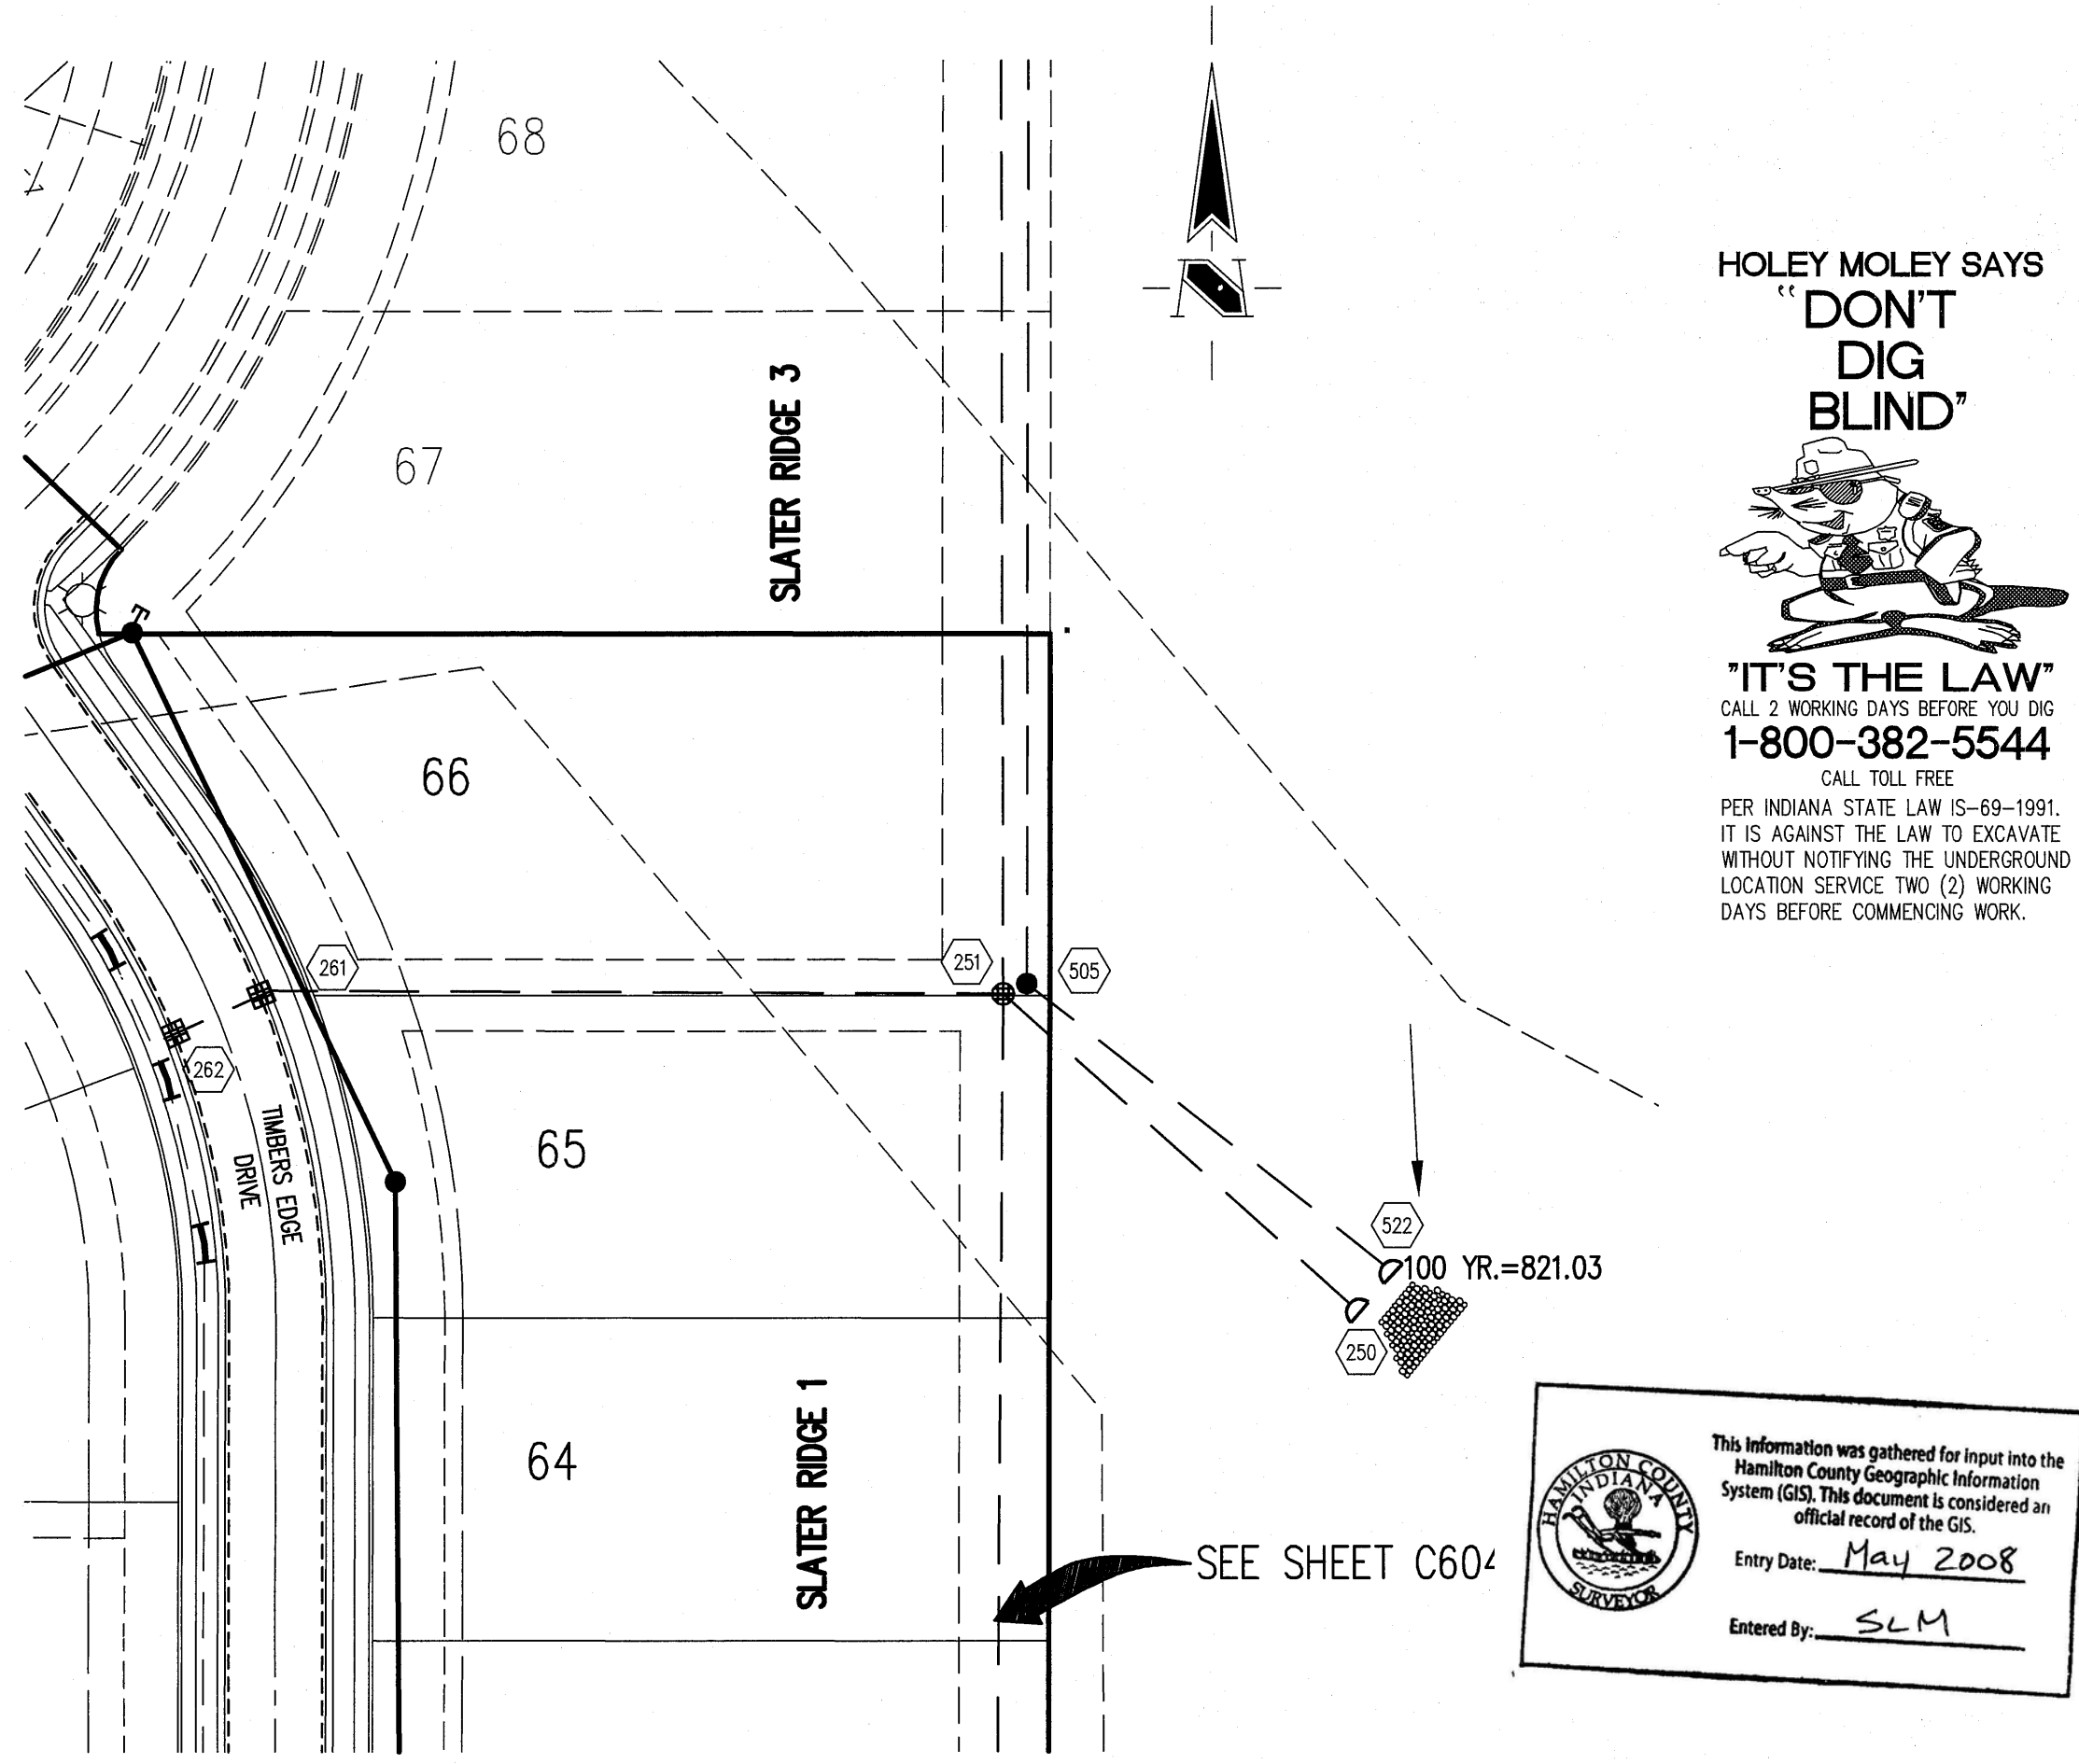 68
N
HOLEY MOLEY SAYS
"DON'T
DIG
BLIND"
"IT'S THE LAW"
CALL 2 WORKING DAYS BEFORE YOU DIG
1-800-382-5544
CALL TOLL FREE
PER INDIANA STATE LAW IS-69-1991.
IT IS AGAINST THE LAW TO EXCAVATE
WITHOUT NOTIFYING THE UNDERGROUND
LOCATION SERVICE TWO (2) WORKING
DAYS BEFORE COMMENCING WORK.
SLATER RIDGE 3
67
66
261
251
505
262
TIMBERS EDGE
DRIVE
65
522
100 YR.=821.03
250
64
SLATER RIDGE 1
SEE SHEET C604
HAMILTON COUNTY
INDIANA
SURVEYOR
This information was gathered for input into the
Hamilton County Geographic Information
System (GIS). This document is considered an
official record of the GIS.
Entry Date: May 2008
Entered By: SLM